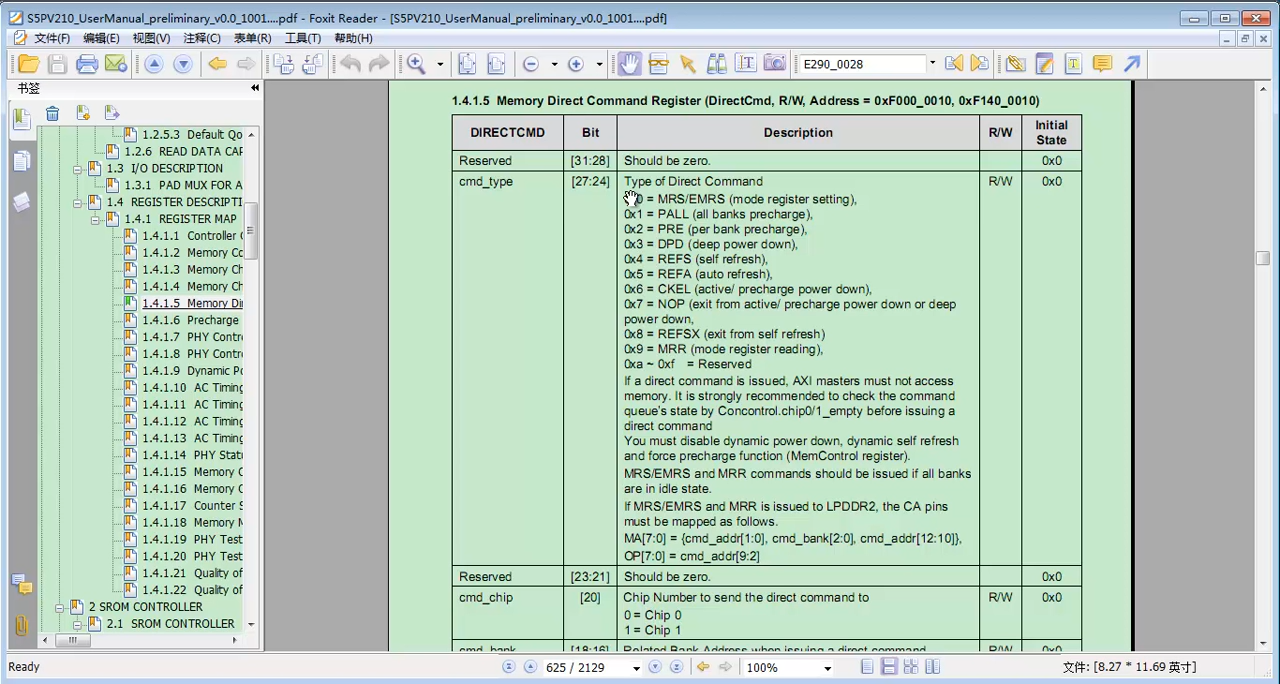 S5PV210_UserManual_preliminary_v0.0_1001....pdf - Foxit Reader - [S5PV210_UserManual_preliminary_v0.0_1001....pdf]
文件(F) 编辑(E) 视图(V) 注释(C) 表单(R) 工具(T) 帮助(H)
E290_0028
书签
1.2.5.3 Default Qo
1.2.6 READ DATA CAP
1.3 I/O DESCRIPTION
1.3.1 PAD MUX FOR A
1.4 REGISTER DESCRIPTI
1.4.1 REGISTER MAP
1.4.1.1 Controller C
1.4.1.2 Memory Co
1.4.1.3 Memory Ch
1.4.1.4 Memory Ch
1.4.1.5 Memory Dir
1.4.1.6 Precharge
1.4.1.7 PHY Contr
1.4.1.8 PHY Contr
1.4.1.9 Dynamic Po
1.4.1.10 AC Timing
1.4.1.11 AC Timing
1.4.1.12 AC Timing
1.4.1.13 AC Timing
1.4.1.14 PHY Statu
1.4.1.15 Memory C
1.4.1.16 Memory C
1.4.1.17 Counter S
1.4.1.18 Memory M
1.4.1.19 PHY Test
1.4.1.20 PHY Test
1.4.1.21 Quality of
1.4.1.22 Quality of
2 SROM CONTROLLER
2.1 SROM CONTROLLER
1.4.1.5 Memory Direct Command Register (DirectCmd, R/W, Address = 0xF000_0010, 0xF140_0010)
DIRECTCMD Bit Description R/W Initial State
Reserved [31:28] Should be zero. 0x0
cmd_type [27:24] Type of Direct Command R/W 0x0
= MRS/EMRS (mode register setting),
0x1 = PALL (all banks precharge),
0x2 = PRE (per bank precharge),
0x3 = DPD (deep power down),
0x4 = REFS (self refresh),
0x5 = REFA (auto refresh),
0x6 = CKEL (active/ precharge power down),
0x7 = NOP (exit from active/ precharge power down or deep
power down,
0x8 = REFSX (exit from self refresh)
0x9 = MRR (mode register reading),
0xa ~ 0xf = Reserved
If a direct command is issued, AXI masters must not access
memory. It is strongly recommended to check the command
queue's state by Concontrol.chip0/1_empty before issuing a
direct command
You must disable dynamic power down, dynamic self refresh
and force precharge function (MemControl register).
MRS/EMRS and MRR commands should be issued if all banks
are in idle state.
If MRS/EMRS and MRR is issued to LPDDR2, the CA pins
must be mapped as follows.
MA[7:0] = {cmd_addr[1:0], cmd_bank[2:0], cmd_addr[12:10]},
OP[7:0] = cmd_addr[9:2]
Reserved [23:21] Should be zero. 0x0
cmd_chip [20] Chip Number to send the direct command to R/W 0x0
0 = Chip 0
1 = Chip 1
cmd_bank [18:16] Related Bank Address when issuing a direct command R/W 0x0
Ready 625 / 2129 100% 文件: [8.27 * 11.69 英寸]